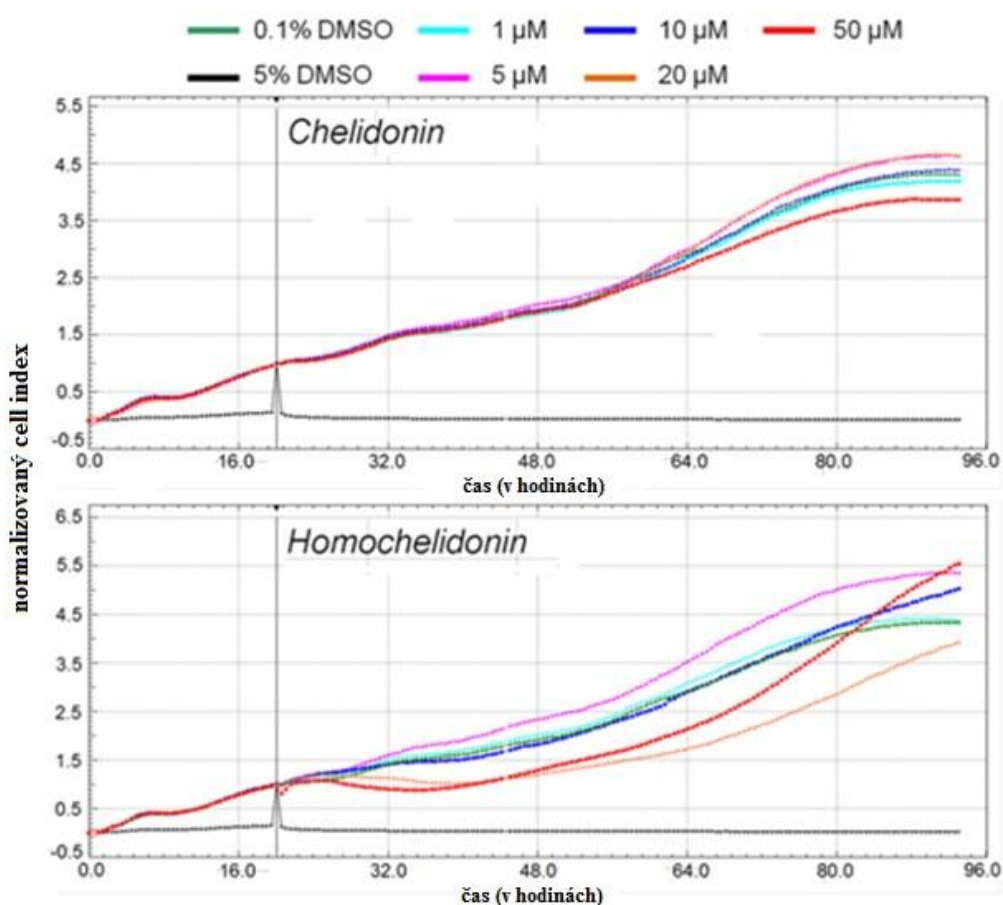 0.1% DMSO 1 µM 10 µM 50 µM
5% DMSO 5 µM 20 µM
5.5
Chelidonin
4.5
3.5
2.5
1.5
0.5
-0.5
0.0 16.0 32.0 48.0 64.0 80.0 96.0
čas (v hodinách)
normalizovaný cell index
6.5
Homochelidonin
5.5
4.5
3.5
2.5
1.5
0.5
-0.5
0.0 16.0 32.0 48.0 64.0 80.0 96.0
čas (v hodinách)